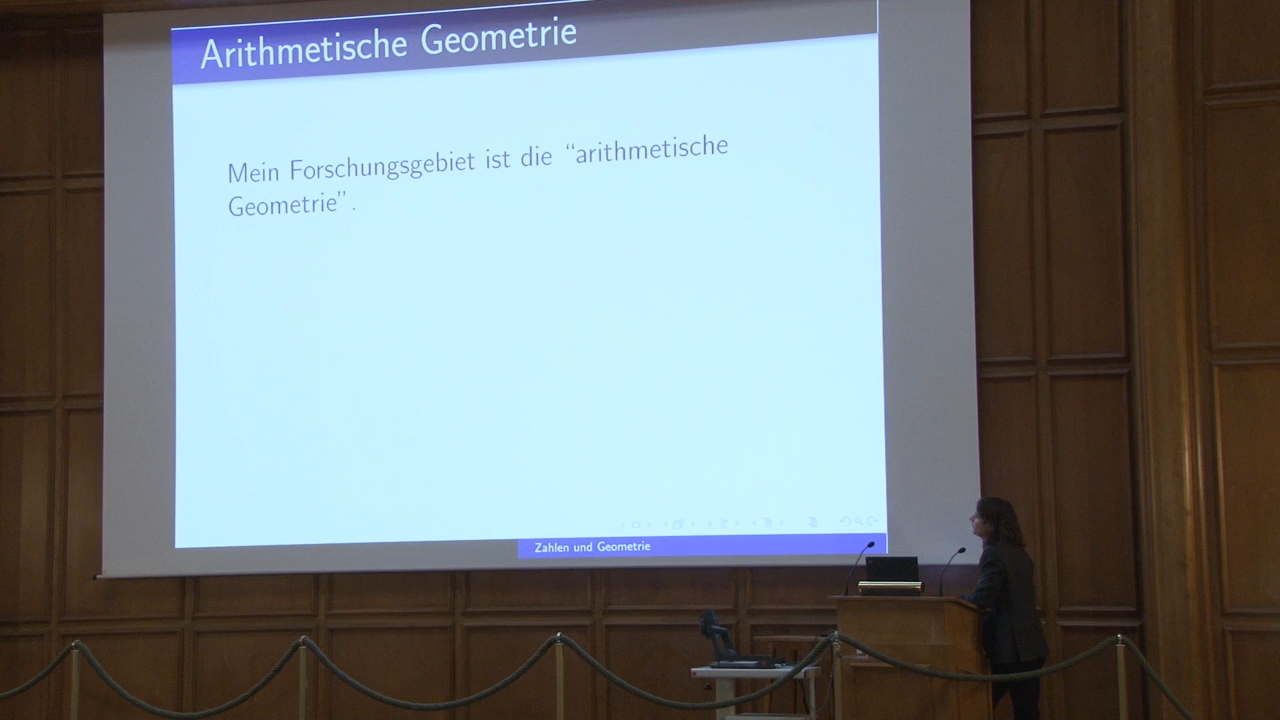 Arithmetische Geometrie
Mein Forschungsgebiet ist die “arithmetische
Geometrie”.
Zahlen und Geometrie